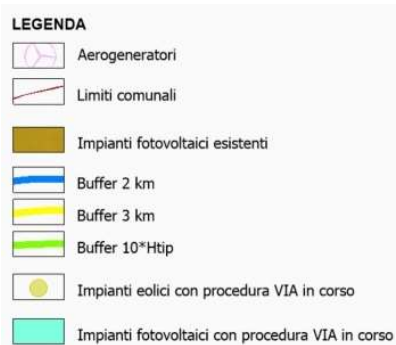 LEGENDA
Aerogeneratori
Limiti comunali
Impianti fotovoltaici esistenti
Buffer 2 km
Buffer 3 km
Buffer 10*Htip
Impianti eolici con procedura VIA in corso
Impianti fotovoltaici con procedura VIA in corso